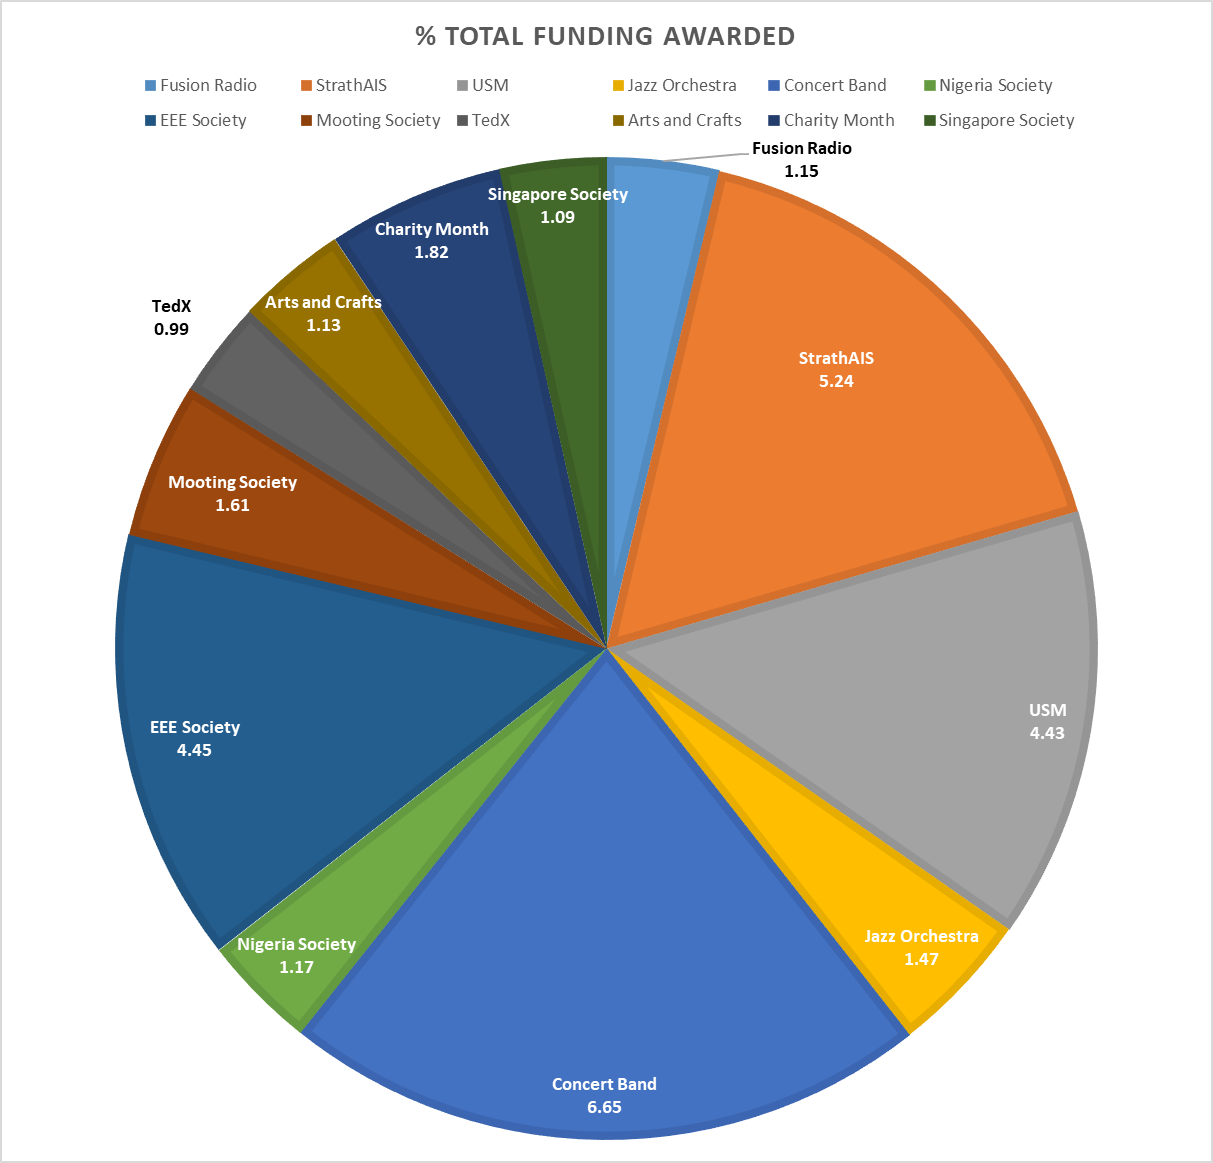 % TOTAL FUNDING AWARDED
Fusion Radio StrathAIS USM Jazz Orchestra Concert Band Nigeria Society
EEE Society Mooting Society TedX Arts and Crafts Charity Month Singapore Society
Fusion Radio
1.15
Singapore Society
1.09
Charity Month
1.82
Arts and Crafts
1.13
TedX
0.99
StrathAIS
5.24
Mooting Society
1.61
USM
4.43
EEE Society
4.45
Jazz Orchestra
1.47
Nigeria Society
1.17
Concert Band
6.65